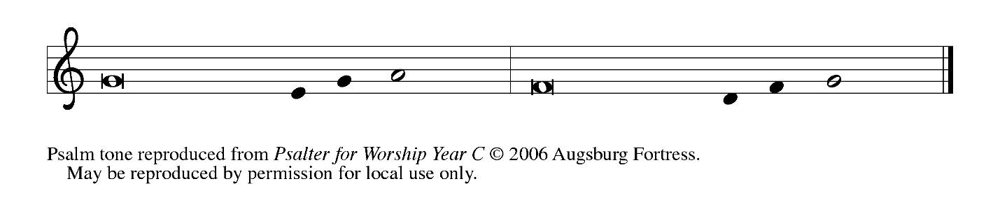 Psalm tone reproduced from Psalter for Worship Year C © 2006 Augsburg Fortress.
May be reproduced by permission for local use only.